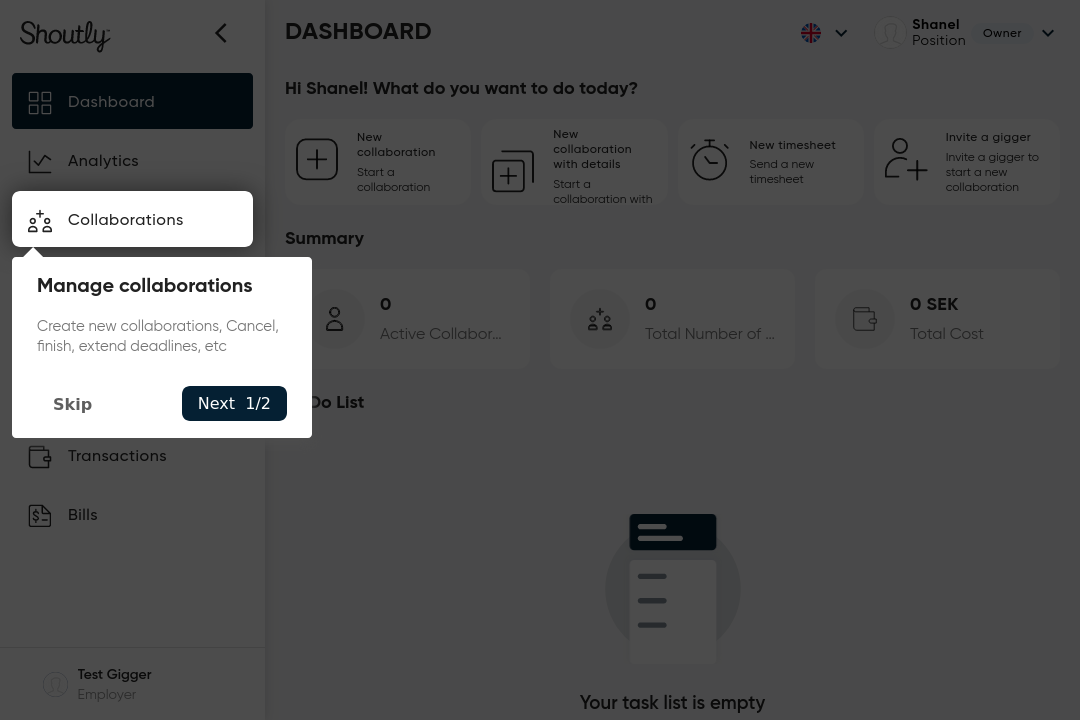 Shoutly
DASHBOARD
Shanel
Position
Owner
Dashboard
Analytics
Collaborations
Manage collaborations
Create new collaborations, Cancel,
finish, extend deadlines, etc
Skip
Next 1/2
Transactions
Bills
Test Gigger
Employer
Hi Shanel! What do you want to do today?
New
collaboration
Start a
collaboration
New
collaboration
with details
Start a
collaboration with
New timesheet
Send a new
timesheet
Invite a gigger
Invite a gigger to
start a new
collaboration
Summary
0
Active Collabor...
0
Total Number of ...
0 SEK
Total Cost
Do List
Your task list is empty